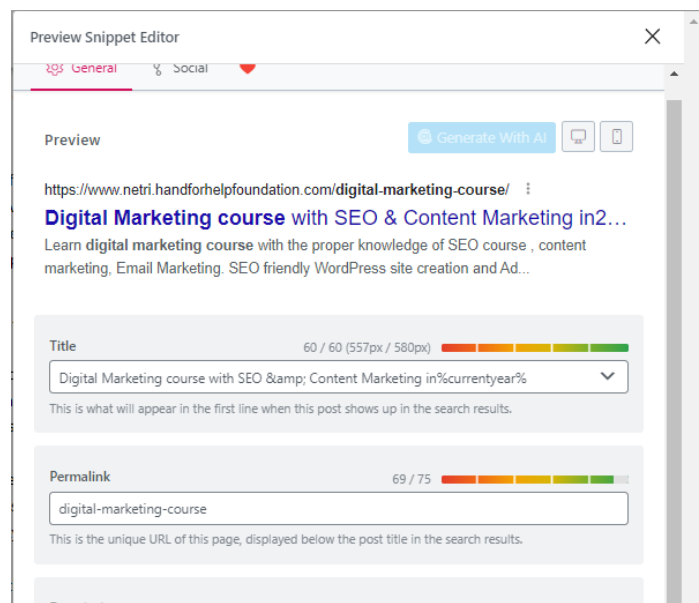 Preview Snippet Editor
General Social
Preview Generate With AI
https://www.netri.handforhelpfoundation.com/digital-marketing-course/
Digital Marketing course with SEO & Content Marketing in2...
Learn digital marketing course with the proper knowledge of SEO course , content
marketing, Email Marketing. SEO friendly WordPress site creation and Ad...
Title 60 / 60 (557px / 580px)
Digital Marketing course with SEO &amp; Content Marketing in%currentyear%
This is what will appear in the first line when this post shows up in the search results.
Permalink 69 / 75
digital-marketing-course
This is the unique URL of this page, displayed below the post title in the search results.